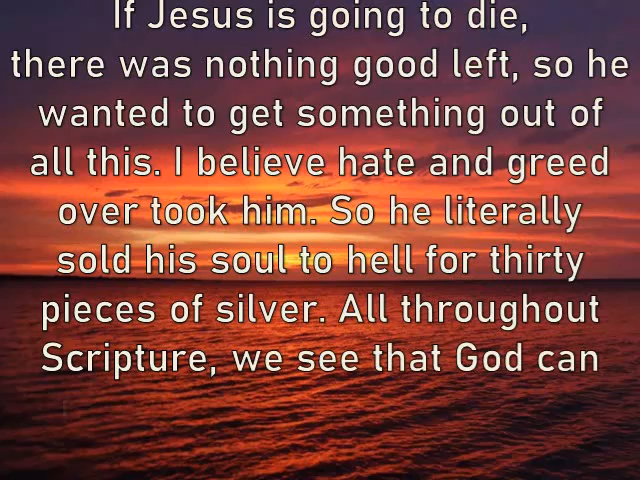 If Jesus is going to die,
there was nothing good left, so he
wanted to get something out of
all this. I believe hate and greed
over took him. So he literally
sold his soul to hell for thirty
pieces of silver. All throughout
Scripture, we see that God can